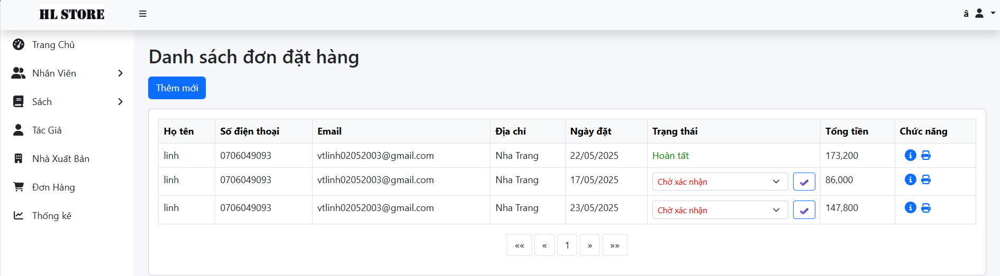 HL STORE
â
Trang Chủ
Nhân Viên
Sách
Tác Giả
Nhà Xuất Bản
Đơn Hàng
Thống kê
Danh sách đơn đặt hàng
Thêm mới
Họ tên Số điện thoại Email Địa chỉ Ngày đặt Trạng thái Tổng tiền Chức năng
linh 0706049093 vtlinh02052003@gmail.com Nha Trang 22/05/2025 Hoàn tất 173,200
linh 0706049093 vtlinh02052003@gmail.com Nha Trang 17/05/2025 Chờ xác nhận 86,000
linh 0706049093 vtlinh02052003@gmail.com Nha Trang 23/05/2025 Chờ xác nhận 147,800
«« « 1 » »»